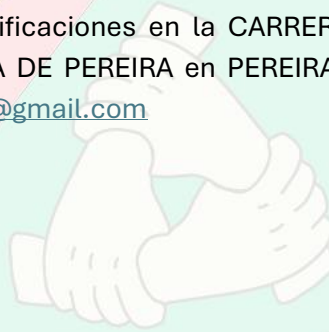 ificaciones en la CARRER
A DE PEREIRA en PEREIRA
@gmail.com